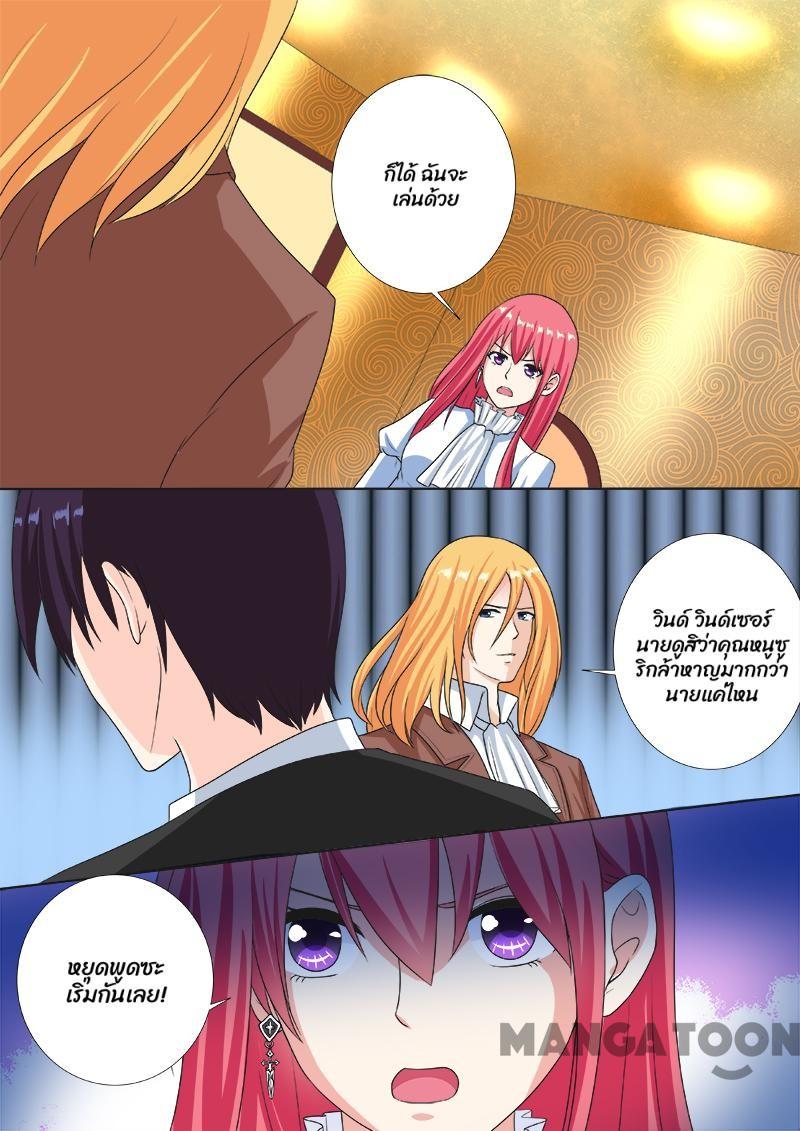 ก็ได้ ฉันจะ
เล่นด้วย
วินด์ วินด์เซอร์
นายดูสิว่าคุณหนูซู
ริกล้าหาญมากกว่า
นายแค่ไหน
หยุดพูดซะ
เริ่มกันเลย!
MANGATOON